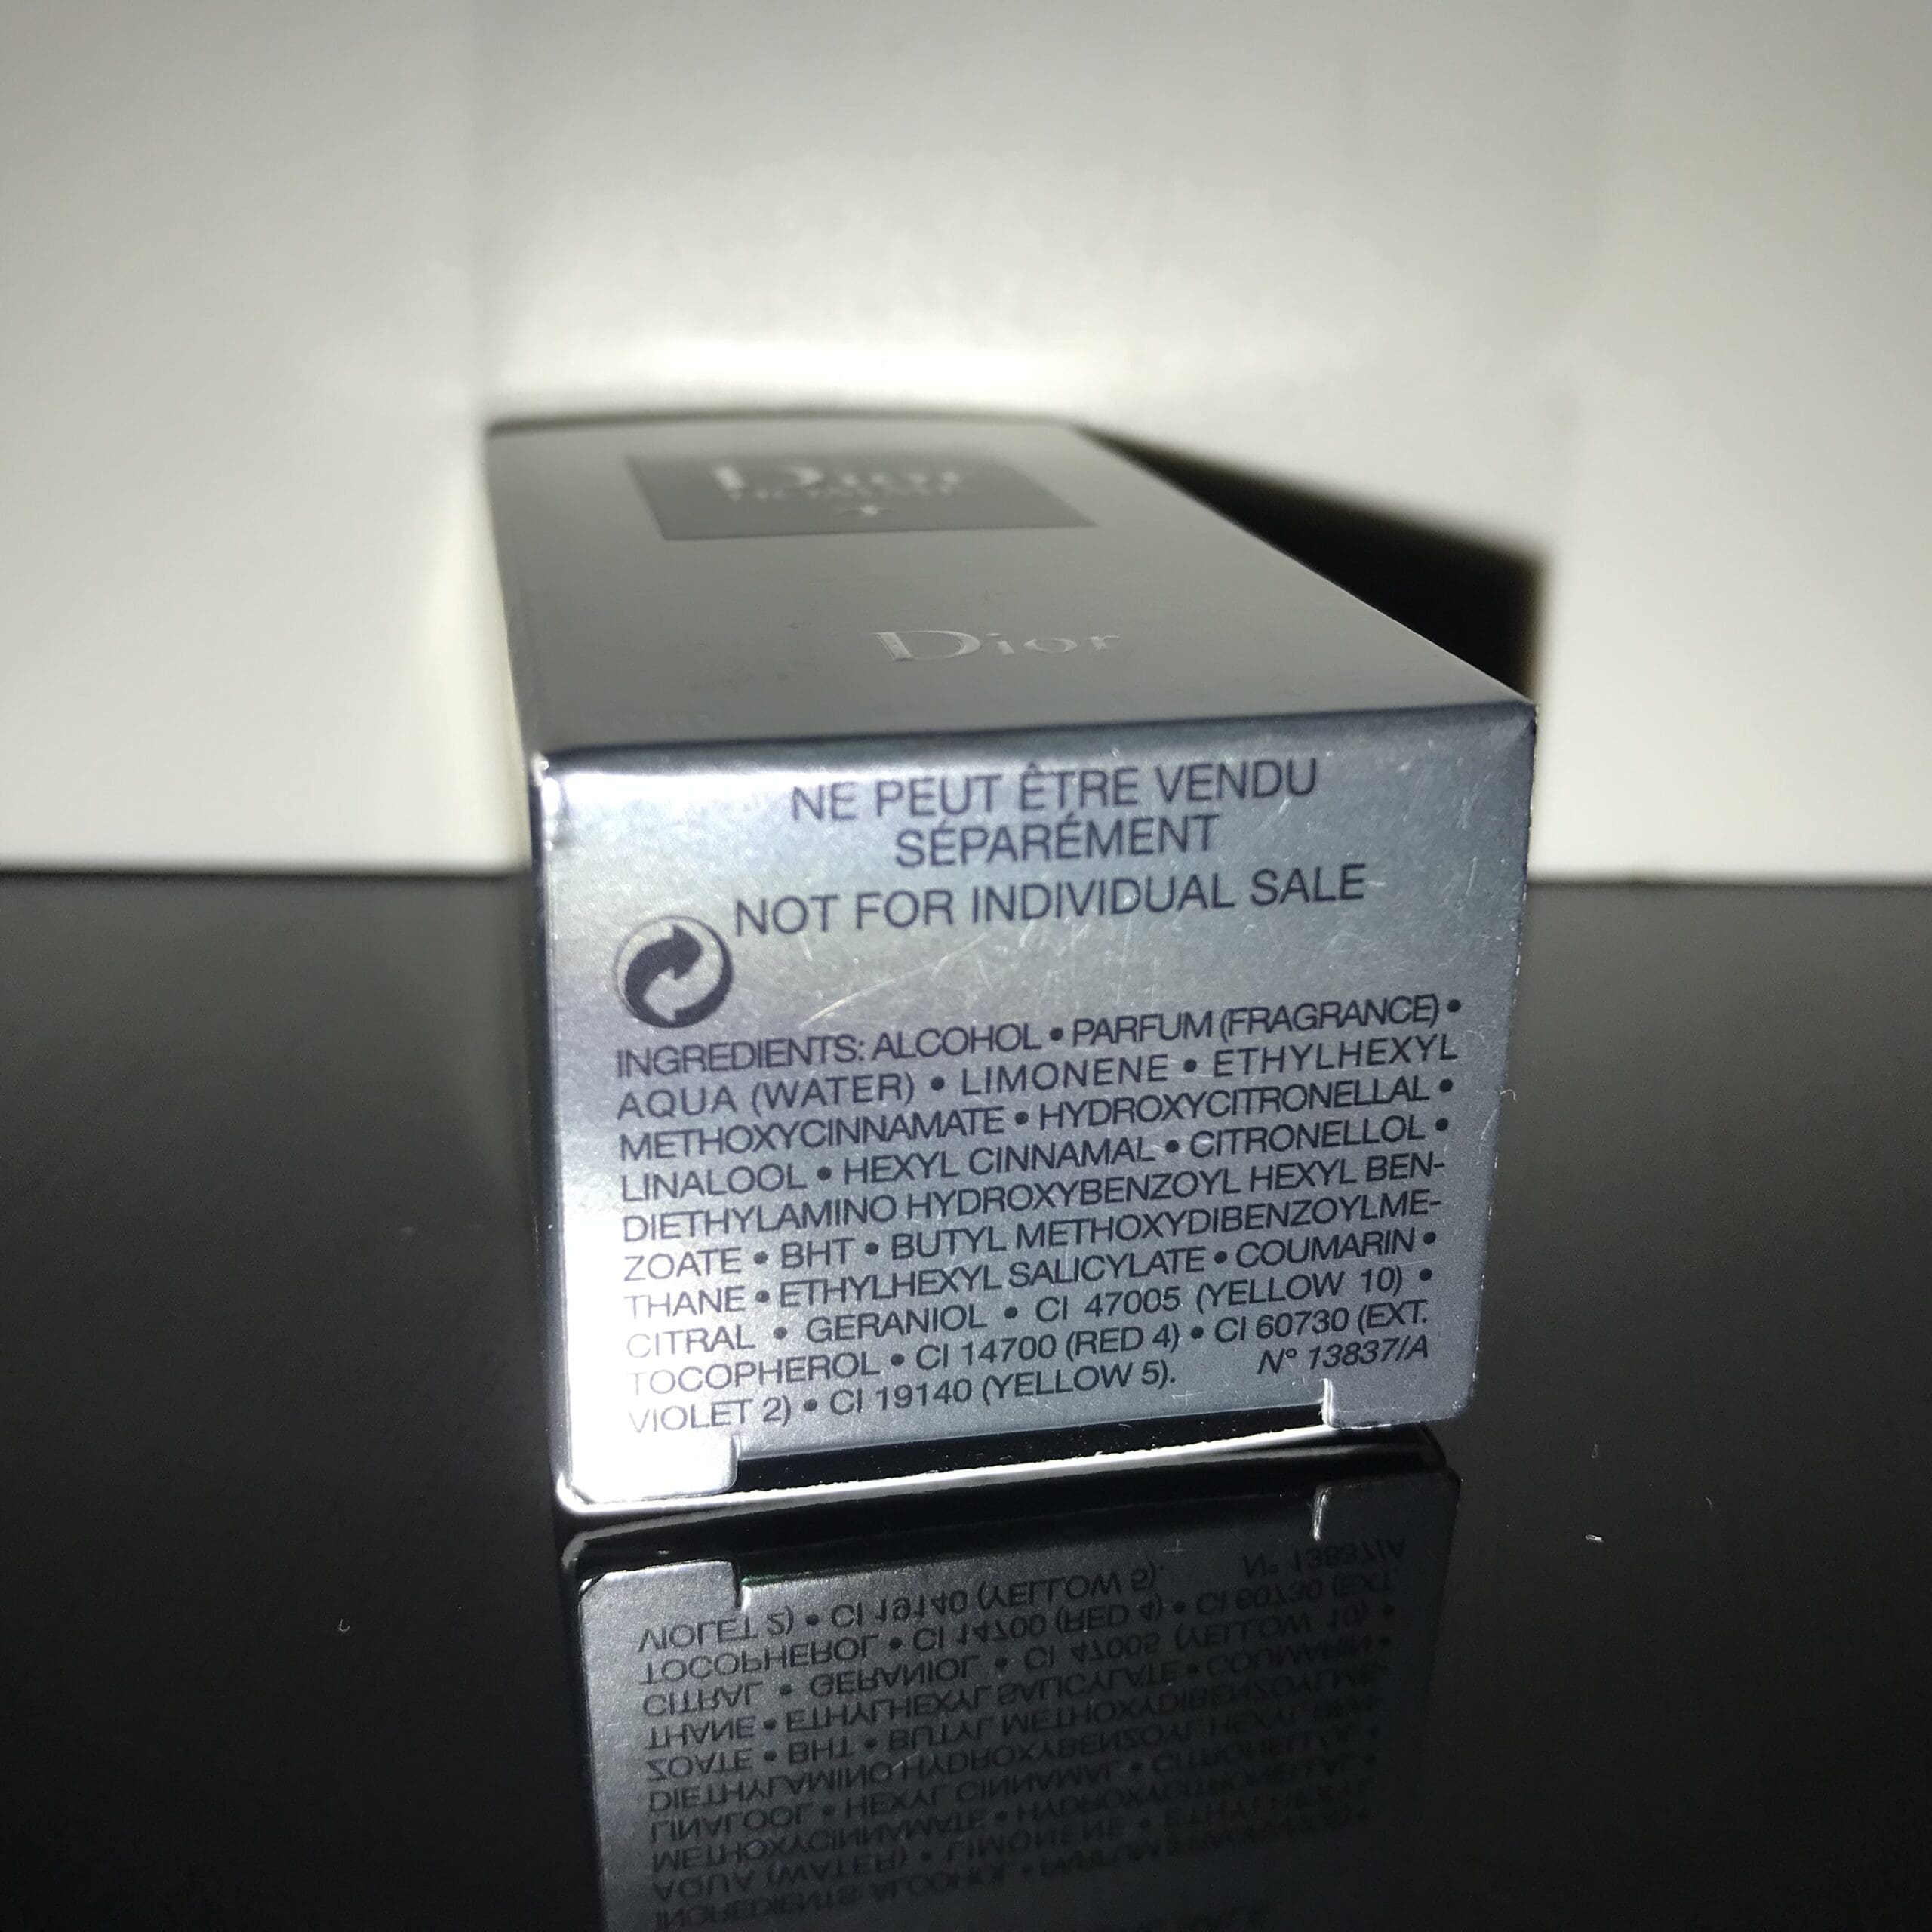 Dior
Dior
NE PEUT ÊTRE VENDU
SÉPARÉMENT
NOT FOR INDIVIDUAL SALE
INGREDIENTS: ALCOHOL • PARFUM (FRAGRANCE) •
AQUA (WATER) • LIMONENE • ETHYLHEXYL
METHOXYCINNAMATE • HYDROXYCITRONELLAL •
LINALOOL • HEXYL CINNAMAL • CITRONELLOL •
DIETHYLAMINO HYDROXYBENZOYL HEXYL BEN-
ZOATE • BHT • BUTYL METHOXYDIBENZOYLME-
THANE • ETHYLHEXYL SALICYLATE • COUMARIN •
CITRAL • GERANIOL • CI 47005 (YELLOW 10) •
TOCOPHEROL • CI 14700 (RED 4) • CI 60730 (EXT.
VIOLET 2) • CI 19140 (YELLOW 5). N° 13837/A